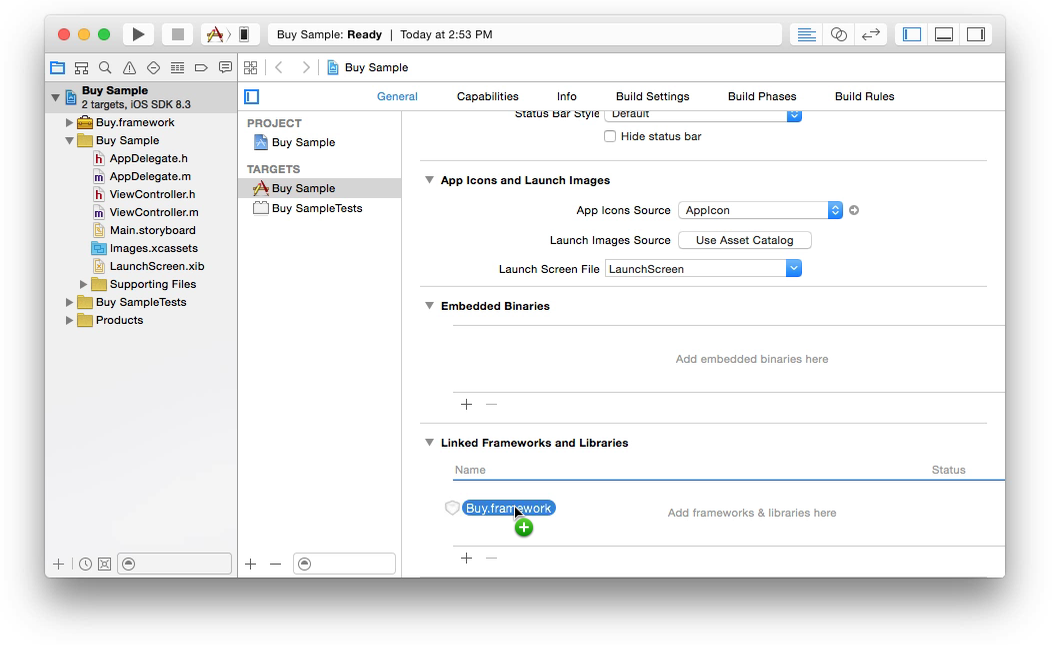 Buy Sample: Ready | Today at 2:53 PM
Buy Sample
Buy Sample
2 targets, iOS SDK 8.3
Buy.framework
Buy Sample
AppDelegate.h
AppDelegate.m
ViewController.h
ViewController.m
Main.storyboard
Images.xcassets
LaunchScreen.xib
Supporting Files
Buy SampleTests
Products
General Capabilities Info Build Settings Build Phases Build Rules
PROJECT
Buy Sample
TARGETS
Buy Sample
Buy SampleTests
Status Bar Style Default
Hide status bar
App Icons and Launch Images
App Icons Source AppIcon
Launch Images Source Use Asset Catalog
Launch Screen File LaunchScreen
Embedded Binaries
Add embedded binaries here
Linked Frameworks and Libraries
Name Status
Buy.framework
Add frameworks & libraries here